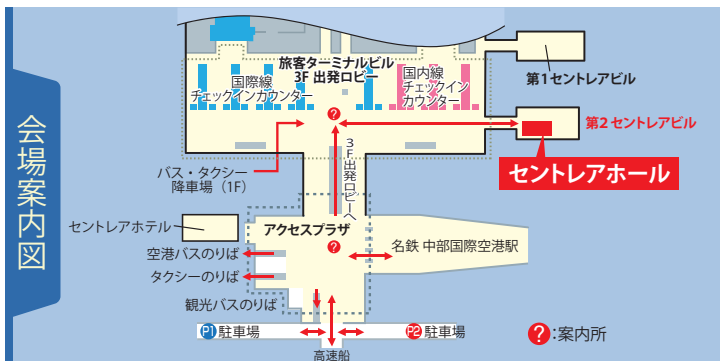 会場案内図
旅客ターミナルビル
3F 出発ロビー
国際線
チェックインカウンター
国内線
チェックイン
カウンター
第1セントレアビル
?
第2セントレアビル
セントレアホール
バス・タクシー
降車場（1F）
3F出発ロビーへ
セントレアホテル
アクセスプラザ
?
名鉄 中部国際空港駅
空港バスのりば
タクシーのりば
観光バスのりば
P1 駐車場
P2 駐車場
?:案内所
高速船